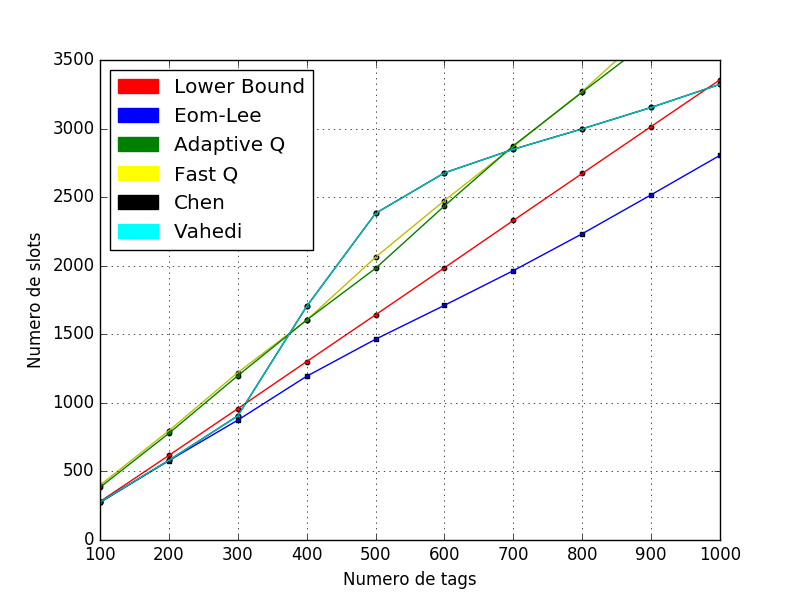 3500
3000
2500
2000
1500
1000
500
0
Numero de slots
Lower Bound
Eom-Lee
Adaptive Q
Fast Q
Chen
Vahedi
100 200 300 400 500 600 700 800 900 1000
Numero de tags